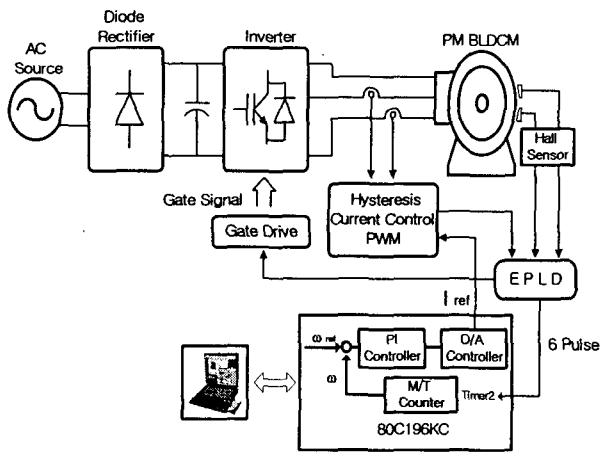 Diode
Rectifier
Inverter
PM BLDCM
AC
Source
Hall
Sensor
Gate Signal
Hysteresis
Current Control
PWM
Gate Drive
EPLD
I ref
6 Pulse
ω ref
PI
Controller
D/A
Controller
ω
M/T
Counter
Timer2
80C196KC